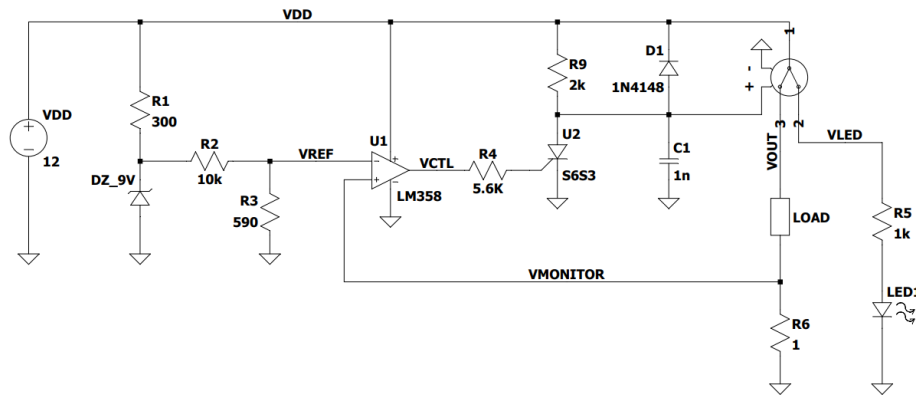 VDD
1
D1
R9
2k
1N4148
-
+
R1
300
VDD
+
-
12
R2
10k
VREF
U1
VCTL
R4
5.6K
U2
S6S3
C1
1n
3
2
VOUT
VLED
DZ_9V
R3
590
-
+
+
-
LM358
LOAD
R5
1k
VMONITOR
LED1
R6
1